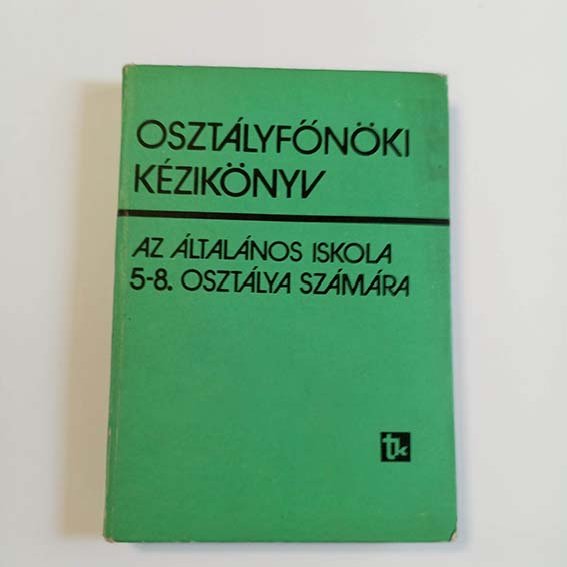 OSZTÁLYFŐNÖKI
KÉZIKÖNYV
AZ ÁLTALÁNOS ISKOLA
5-8. OSZTÁLYA SZÁMÁRA
tk